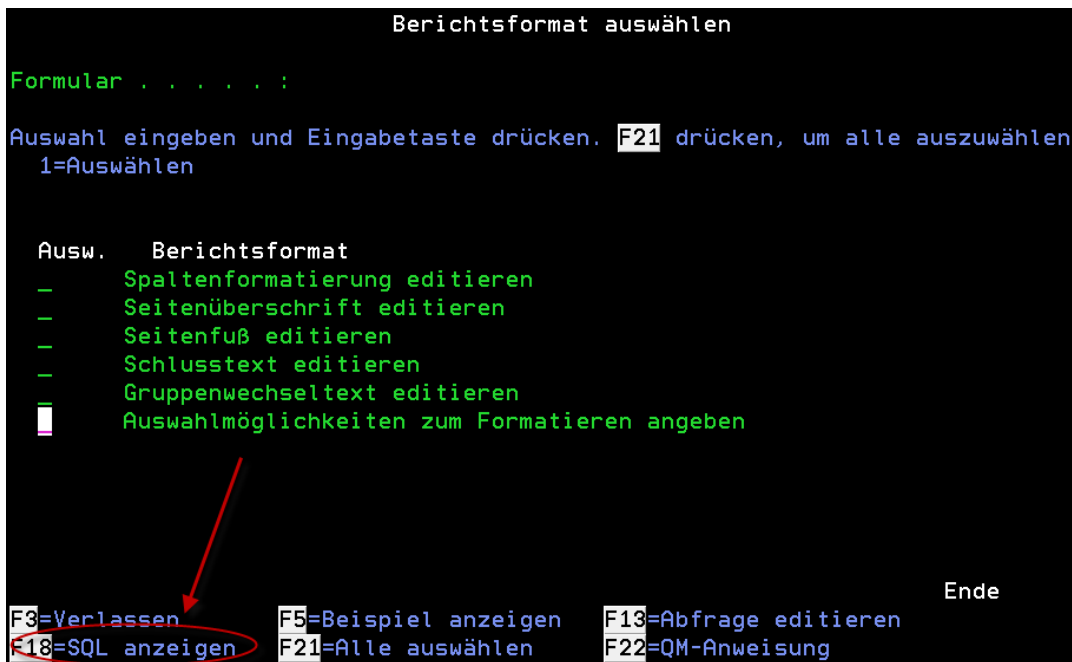 Berichtsformat auswählen
Formular . . . . . :
Auswahl eingeben und Eingabetaste drücken. F21 drücken, um alle auszuwählen
1=Auswählen
Ausw. Berichtsformat
_ Spaltenformatierung editieren
_ Seitenüberschrift editieren
_ Seitenfuß editieren
_ Schlusstext editieren
_ Gruppenwechseltext editieren
_ Auswahlmöglichkeiten zum Formatieren angeben
Ende
F3=Verlassen F5=Beispiel anzeigen F13=Abfrage editieren
F18=SQL anzeigen F21=Alle auswählen F22=QM-Anweisung